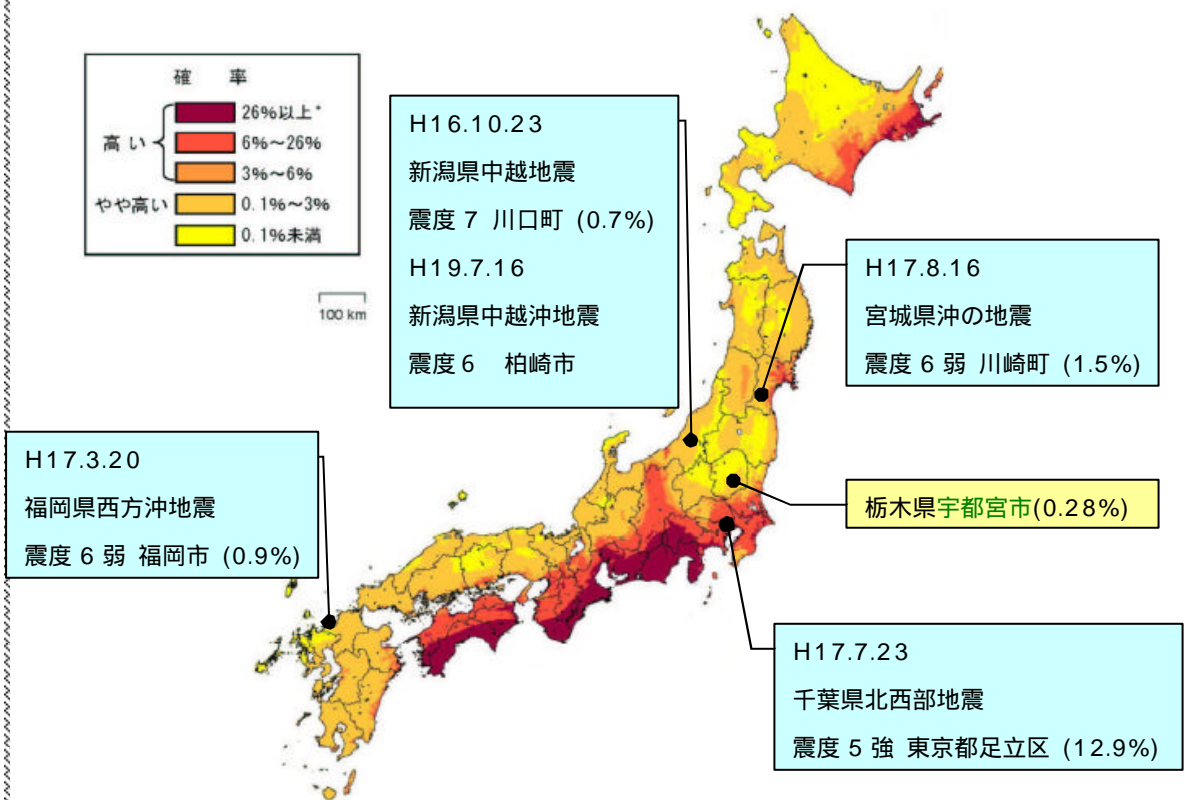 確 率
高い
26%以上*
6%～26%
3%～6%
やや高い
0.1%～3%
0.1%未満
100 km
H16.10.23
新潟県中越地震
震度 7 川口町 (0.7%)
H19.7.16
新潟県中越沖地震
震度 6 柏崎市
H17.8.16
宮城県沖の地震
震度 6 弱 川崎町 (1.5%)
H17.3.20
福岡県西方沖地震
震度 6 弱 福岡市 (0.9%)
栃木県宇都宮市(0.28%)
H17.7.23
千葉県北西部地震
震度 5 強 東京都足立区 (12.9%)